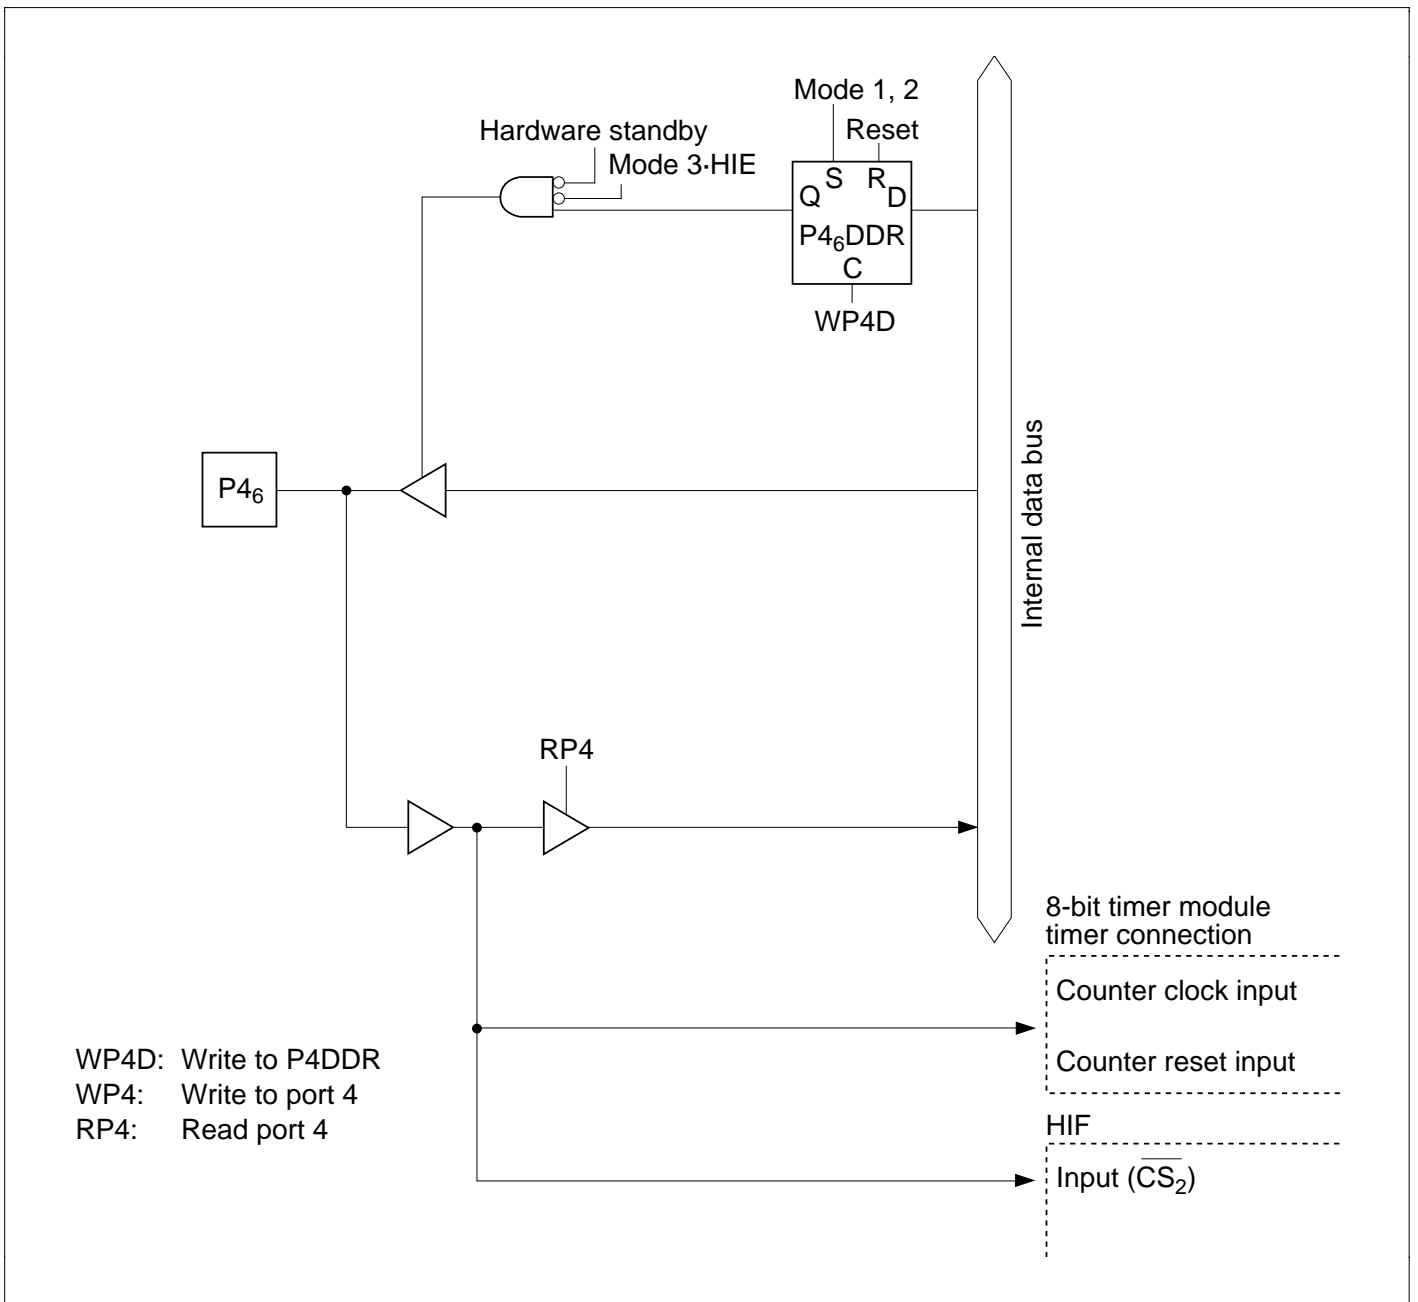 Mode 1, 2
Reset
Hardware standby
Mode 3·HIE
S R
Q D
P4₆DDR
C
WP4D
Internal data bus
P4₆
RP4
8-bit timer module
timer connection
Counter clock input
Counter reset input
WP4D: Write to P4DDR
WP4: Write to port 4
RP4: Read port 4
HIF
Input (C̅S̅₂)